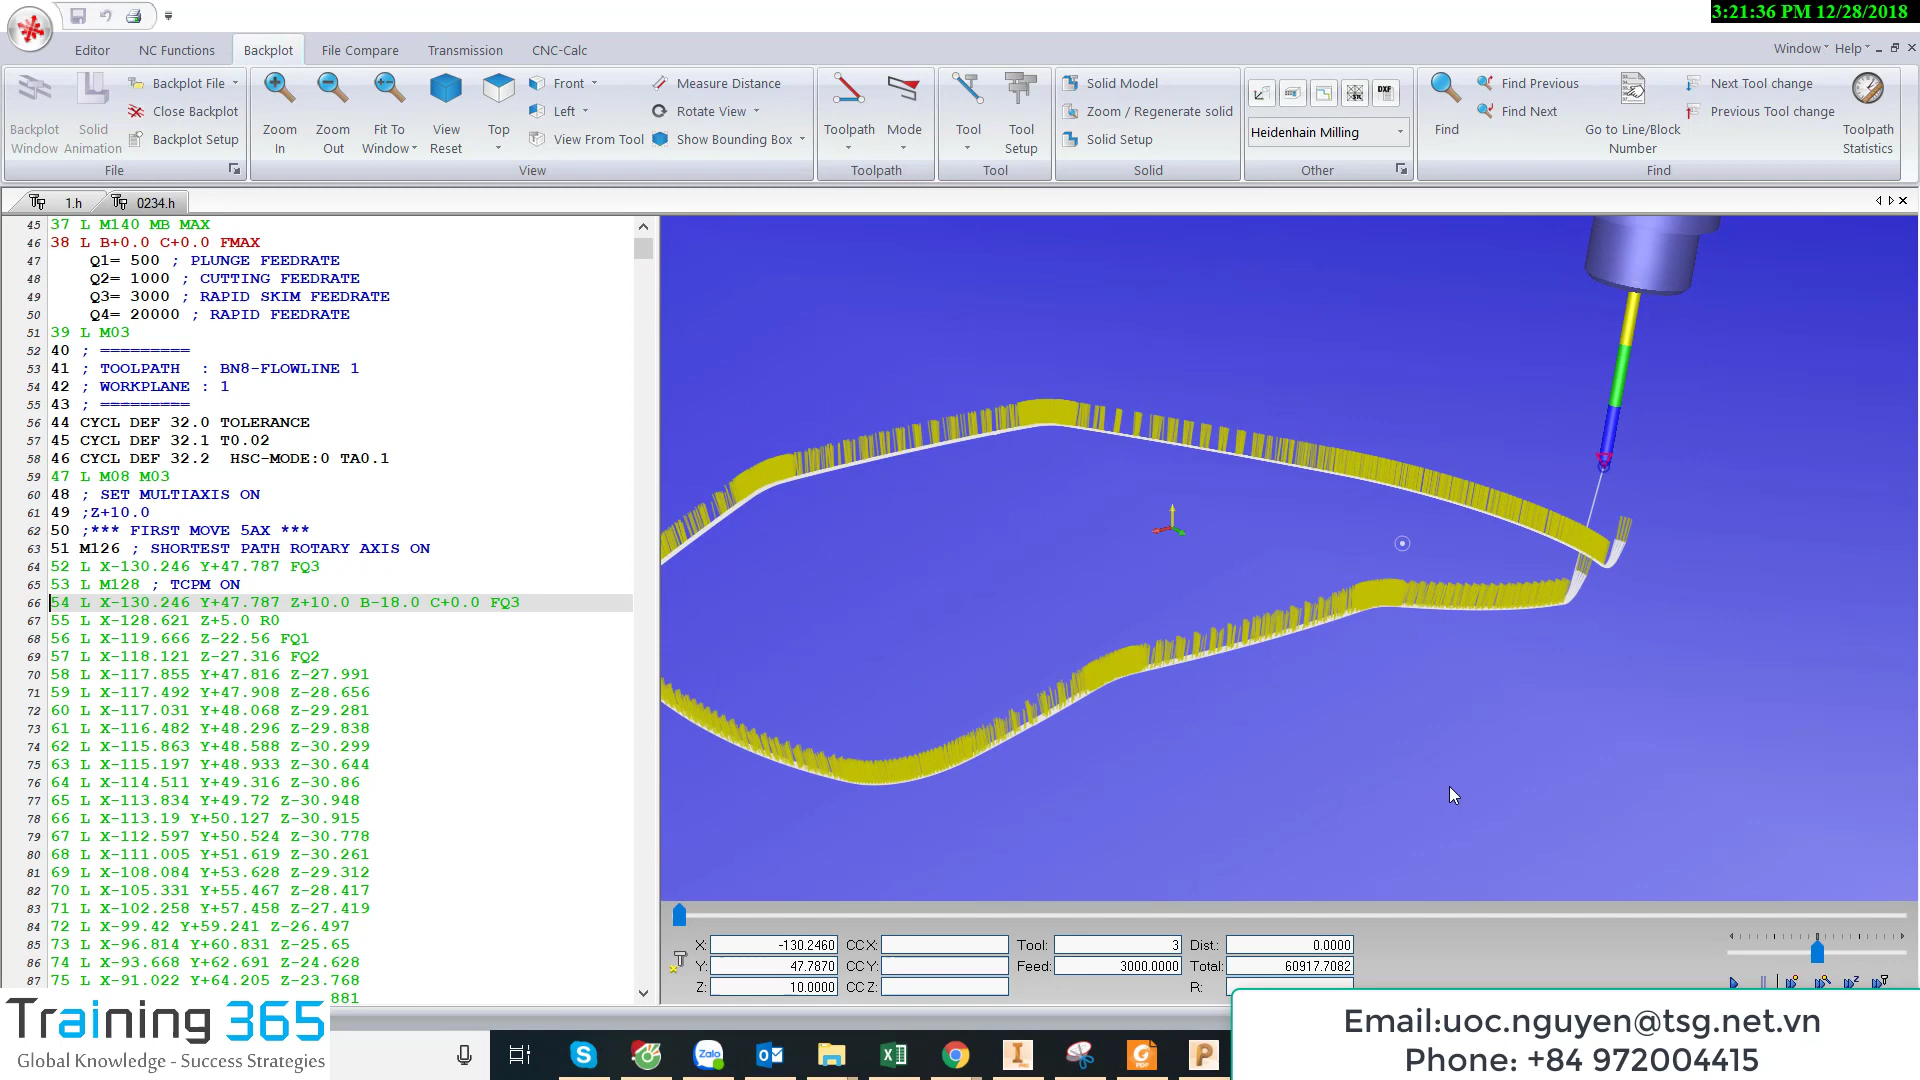 3:21:36 PM 12/28/2018
Editor NC Functions Backplot File Compare Transmission CNC-Calc Window Help
Backplot Window
Solid Animation
Backplot File
Close Backplot
Backplot Setup
File
Zoom In
Zoom Out
Fit To Window
View Reset
Top
Front
Left
View From Tool
Measure Distance
Rotate View
Show Bounding Box
View
Toolpath
Mode
Toolpath
Tool
Tool Setup
Tool
Solid Model
Zoom / Regenerate solid
Solid Setup
Solid
DXF
Heidenhain Milling
Other
Find
Find Previous
Find Next
Go to Line/Block Number
Next Tool change
Previous Tool change
Toolpath Statistics
Find
1.h 0234.h
45 37 L M140 MB MAX
46 38 L B+0.0 C+0.0 FMAX
47 Q1= 500 ; PLUNGE FEEDRATE
48 Q2= 1000 ; CUTTING FEEDRATE
49 Q3= 3000 ; RAPID SKIM FEEDRATE
50 Q4= 20000 ; RAPID FEEDRATE
51 39 L M03
52 40 ; =========
53 41 ; TOOLPATH : BN8-FLOWLINE 1
54 42 ; WORKPLANE : 1
55 43 ; =========
56 44 CYCL DEF 32.0 TOLERANCE
57 45 CYCL DEF 32.1 T0.02
58 46 CYCL DEF 32.2 HSC-MODE:0 TA0.1
59 47 L M08 M03
60 48 ; SET MULTIAXIS ON
61 49 ;Z+10.0
62 50 ;*** FIRST MOVE 5AX ***
63 51 M126 ; SHORTEST PATH ROTARY AXIS ON
64 52 L X-130.246 Y+47.787 FQ3
65 53 L M128 ; TCPM ON
66 54 L X-130.246 Y+47.787 Z+10.0 B-18.0 C+0.0 FQ3
67 55 L X-128.621 Z+5.0 R0
68 56 L X-119.666 Z-22.56 FQ1
69 57 L X-118.121 Z-27.316 FQ2
70 58 L X-117.855 Y+47.816 Z-27.991
71 59 L X-117.492 Y+47.908 Z-28.656
72 60 L X-117.031 Y+48.068 Z-29.281
73 61 L X-116.482 Y+48.296 Z-29.838
74 62 L X-115.863 Y+48.588 Z-30.299
75 63 L X-115.197 Y+48.933 Z-30.644
76 64 L X-114.511 Y+49.316 Z-30.86
77 65 L X-113.834 Y+49.72 Z-30.948
78 66 L X-113.19 Y+50.127 Z-30.915
79 67 L X-112.597 Y+50.524 Z-30.778
80 68 L X-111.005 Y+51.619 Z-30.261
81 69 L X-108.084 Y+53.628 Z-29.312
82 70 L X-105.331 Y+55.467 Z-28.417
83 71 L X-102.258 Y+57.458 Z-27.419
84 72 L X-99.42 Y+59.241 Z-26.497
85 73 L X-96.814 Y+60.831 Z-25.65
86 74 L X-93.668 Y+62.691 Z-24.628
87 75 L X-91.022 Y+64.205 Z-23.768
881
X: -130.2460 CC X: Tool: 3 Dist.: 0.0000
Y: 47.7870 CC Y: Feed: 3000.0000 Total: 60917.7082
Z: 10.0000 CC Z: R:
Training 365
Global Knowledge - Success Strategies
Zalo
Email:uoc.nguyen@tsg.net.vn
Phone: +84 972004415